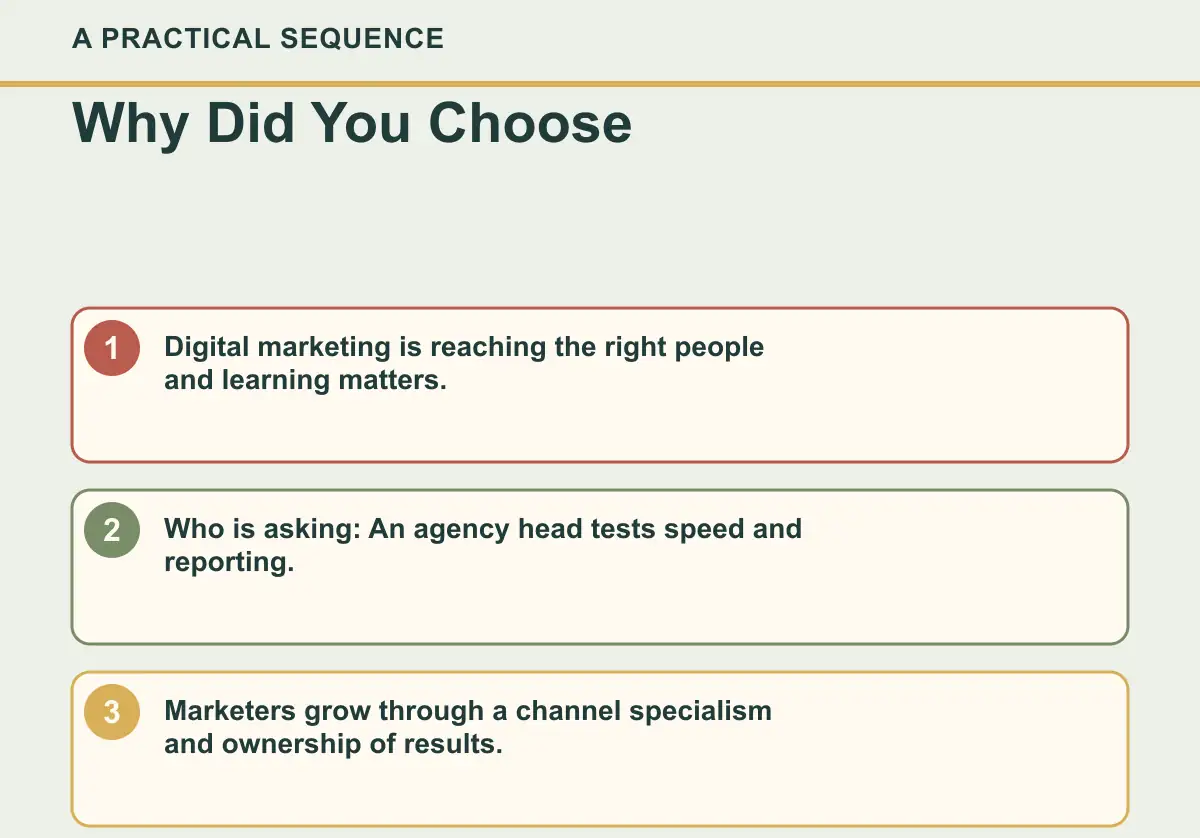 A PRACTICAL SEQUENCE
Why Did You Choose
1
Digital marketing is reaching the right people
and learning matters.
2
Who is asking: An agency head tests speed and
reporting.
3
Marketers grow through a channel specialism
and ownership of results.